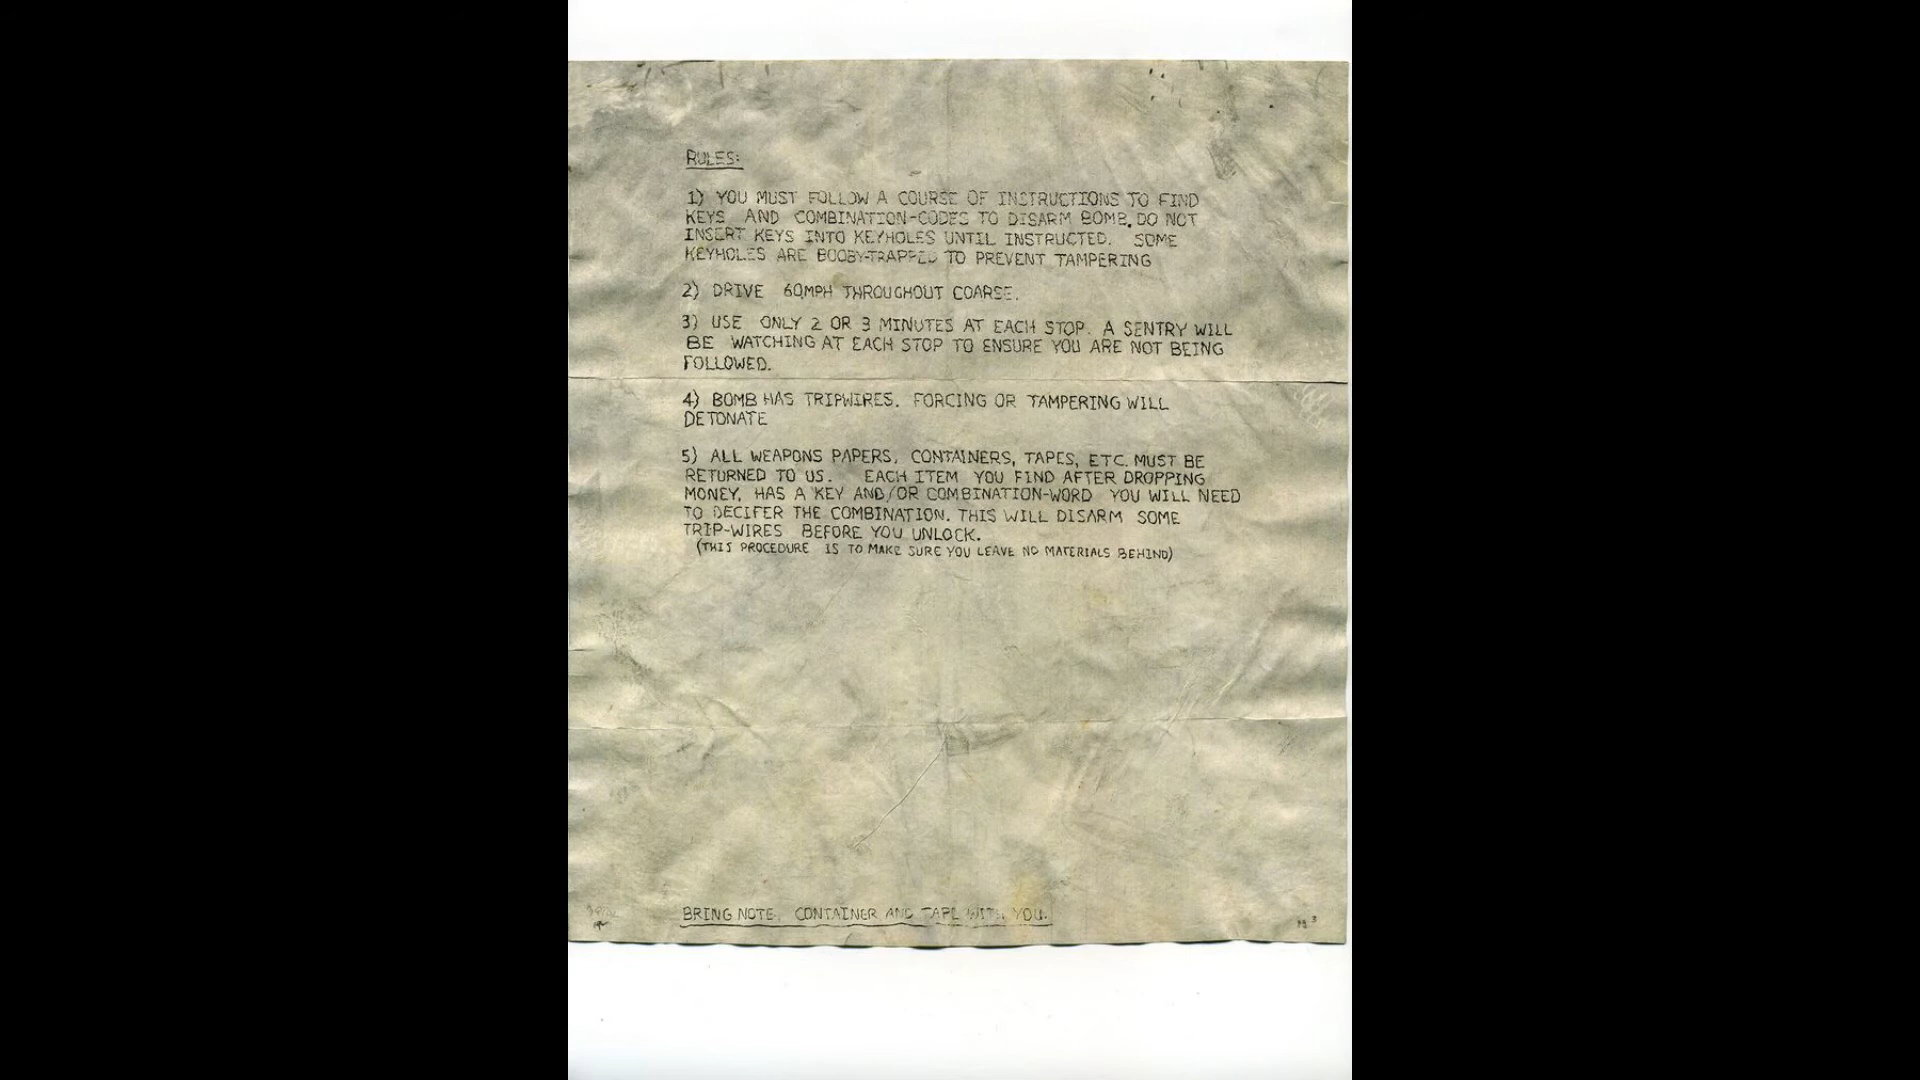 RULES:
1) YOU MUST FOLLOW A COURSE OF INSTRUCTIONS TO FIND
KEYS AND COMBINATION-CODES TO DISARM BOMB. DO NOT
INSERT KEYS INTO KEYHOLES UNTIL INSTRUCTED. SOME
KEYHOLES ARE BOOBY-TRAPPED TO PREVENT TAMPERING
2) DRIVE 60MPH THROUGHOUT COARSE.
3) USE ONLY 2 OR 3 MINUTES AT EACH STOP. A SENTRY WILL
BE WATCHING AT EACH STOP TO ENSURE YOU ARE NOT BEING
FOLLOWED.
4) BOMB HAS TRIPWIRES. FORCING OR TAMPERING WILL
DETONATE
5) ALL WEAPONS PAPERS, CONTAINERS, TAPES, ETC. MUST BE
RETURNED TO US. EACH ITEM YOU FIND AFTER DROPPING
MONEY, HAS A KEY AND/OR COMBINATION-WORD YOU WILL NEED
TO DECIFER THE COMBINATION. THIS WILL DISARM SOME
TRIP-WIRES BEFORE YOU UNLOCK.
(THIS PROCEDURE IS TO MAKE SURE YOU LEAVE NO MATERIALS BEHIND)
BRING NOTE, CONTAINER AND TAPE WITH YOU.
pg 3